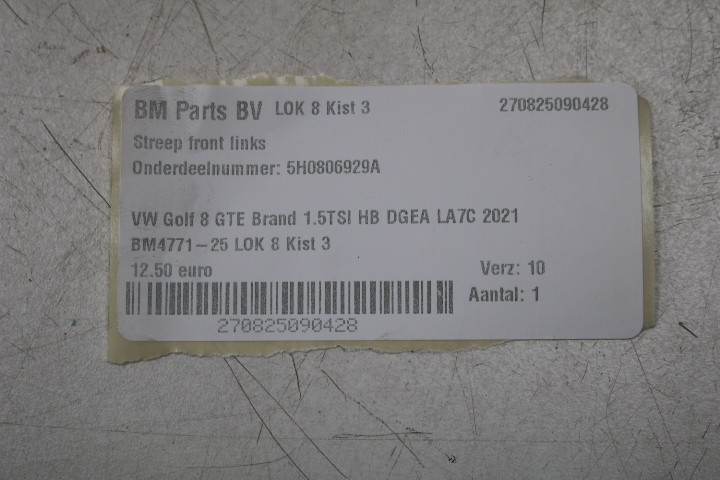 BM Parts BV LOK 8 Kist 3 270825090428
Streep front links
Onderdeelnummer: 5H0806929A
VW Golf 8 GTE Brand 1.5TSI HB DGEA LA7C 2021
BM4771-25 LOK 8 Kist 3
12.50 euro Verz: 10
Aantal: 1
270825090428